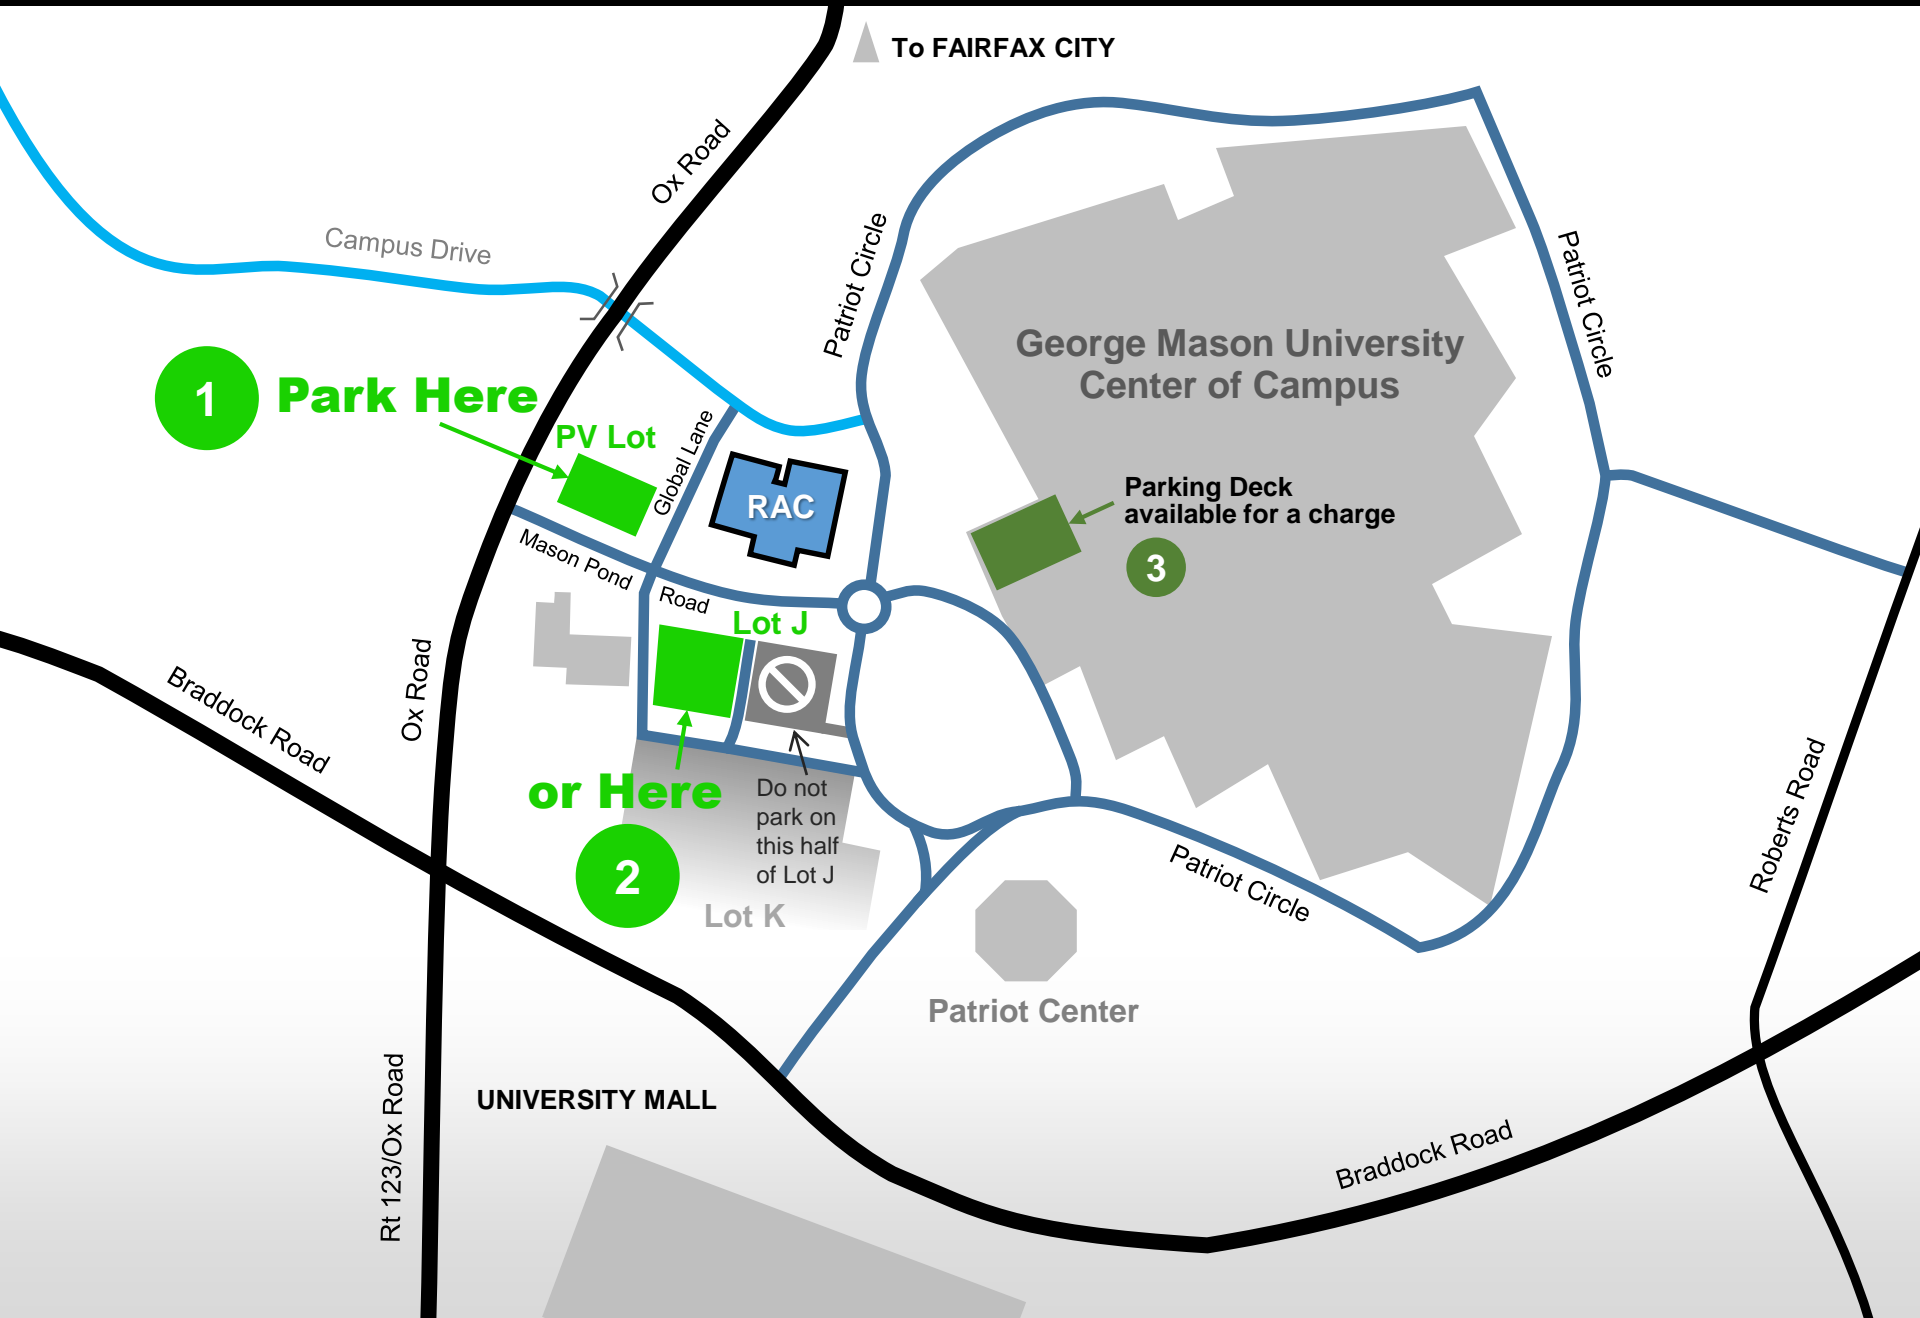 To FAIRFAX CITY
Ox Road
Campus Drive
Patriot Circle
Patriot Circle
George Mason University
Center of Campus
1
Park Here
PV Lot
Global Lane
RAC
Parking Deck
available for a charge
3
Mason Pond
Road
Lot J
Ox Road
Braddock Road
or Here
2
Do not
park on
this half
of Lot J
Lot K
Patriot Circle
Roberts Road
Patriot Center
UNIVERSITY MALL
Rt 123/Ox Road
Braddock Road